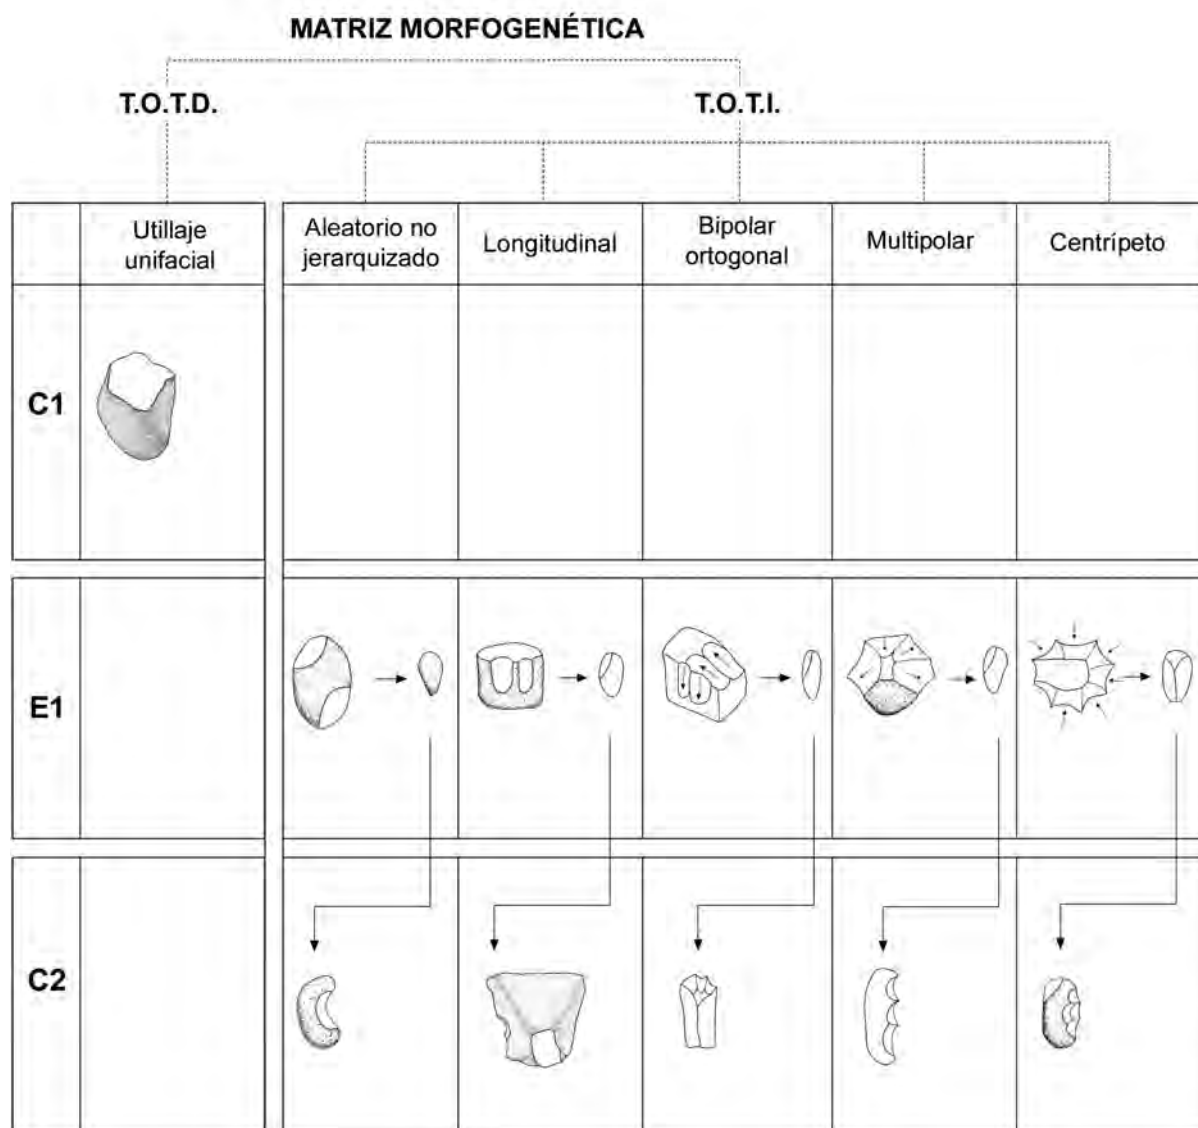 MATRIZ MORFOGENÉTICA
T.O.T.D.
T.O.T.I.
Utillaje
unifacial
Aleatorio no
jerarquizado
Longitudinal
Bipolar
ortogonal
Multipolar
Centrípeto
C1
E1
C2